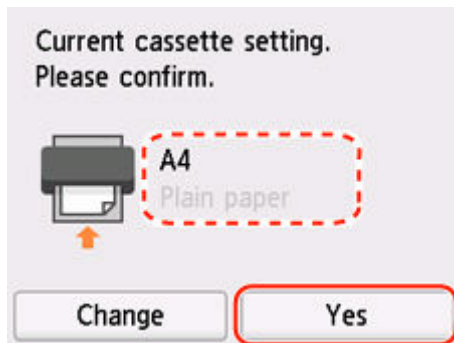 Current cassette setting.
Please confirm.
A4
Plain paper
Change
Yes